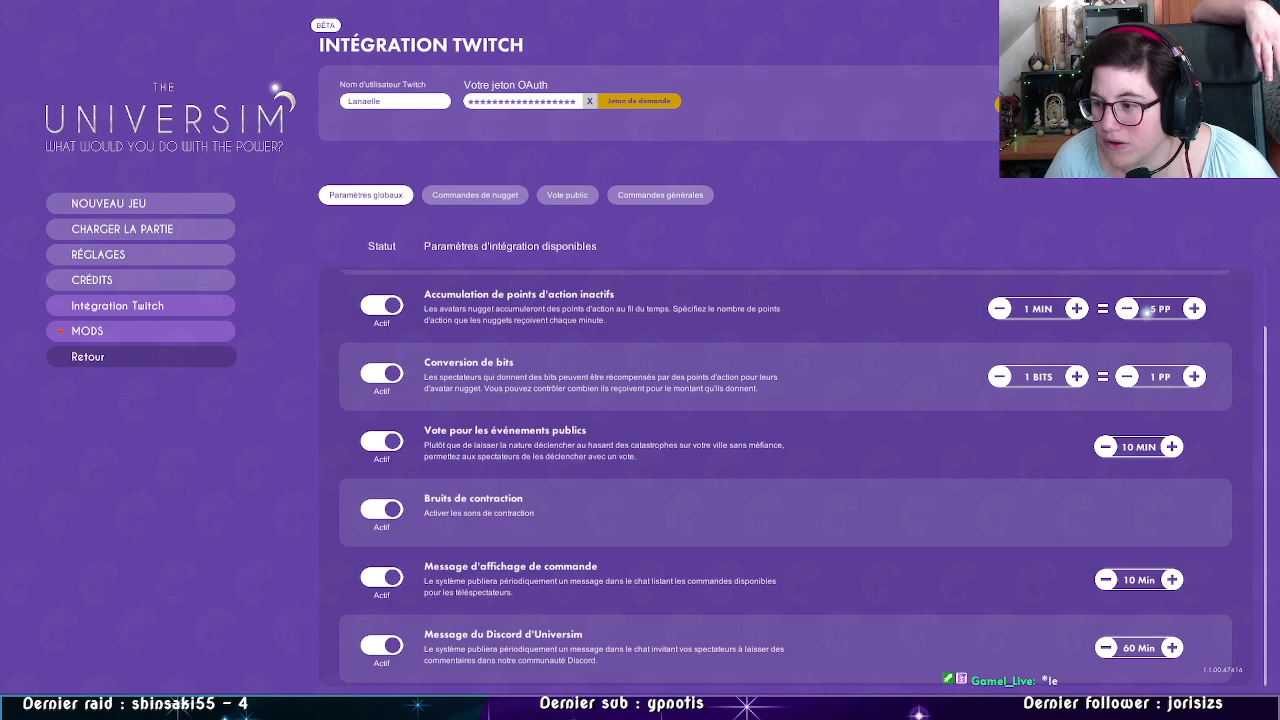 BÊTA
INTÉGRATION TWITCH
Nom d'utilisateur Twitch
Votre jeton OAuth
Lanaelle
******************
X
Jeton de demande
THE
UNIVERSIM
WHAT WOULD YOU DO WITH THE POWER?
NOUVEAU JEU
CHARGER LA PARTIE
RÉGLAGES
CRÉDITS
Intégration Twitch
MODS
Retour
Paramètres globaux
Commandes de nugget
Vote public
Commandes générales
Statut
Paramètres d'intégration disponibles
Accumulation de points d'action inactifs
Les avatars nugget accumuleront des points d'action au fil du temps. Spécifiez le nombre de points
d'action que les nuggets reçoivent chaque minute.
Actif
1 MIN = 5 PP
Conversion de bits
Les spectateurs qui donnent des bits peuvent être récompensés par des points d'action pour leurs
d'avatar nugget. Vous pouvez contrôler combien ils reçoivent pour le montant qu'ils donnent.
Actif
1 BITS = 1 PP
Vote pour les événements publics
Plutôt que de laisser la nature déclencher au hasard des catastrophes sur votre ville sans méfiance,
permettez aux spectateurs de les déclencher avec un vote.
Actif
10 MIN
Bruits de contraction
Activer les sons de contraction
Actif
Message d'affichage de commande
Le système publiera périodiquement un message dans le chat listant les commandes disponibles
pour les téléspectateurs.
Actif
10 Min
Message du Discord d'Universim
Le système publiera périodiquement un message dans le chat invitant vos spectateurs à laisser des
commentaires dans notre communauté Discord.
Actif
60 Min
1.1.00.47416
Gamel_Live: *le
Dernier raid : shinsati55 - 4
Dernier sub : gpnotis
Dernier follow : jorislzs